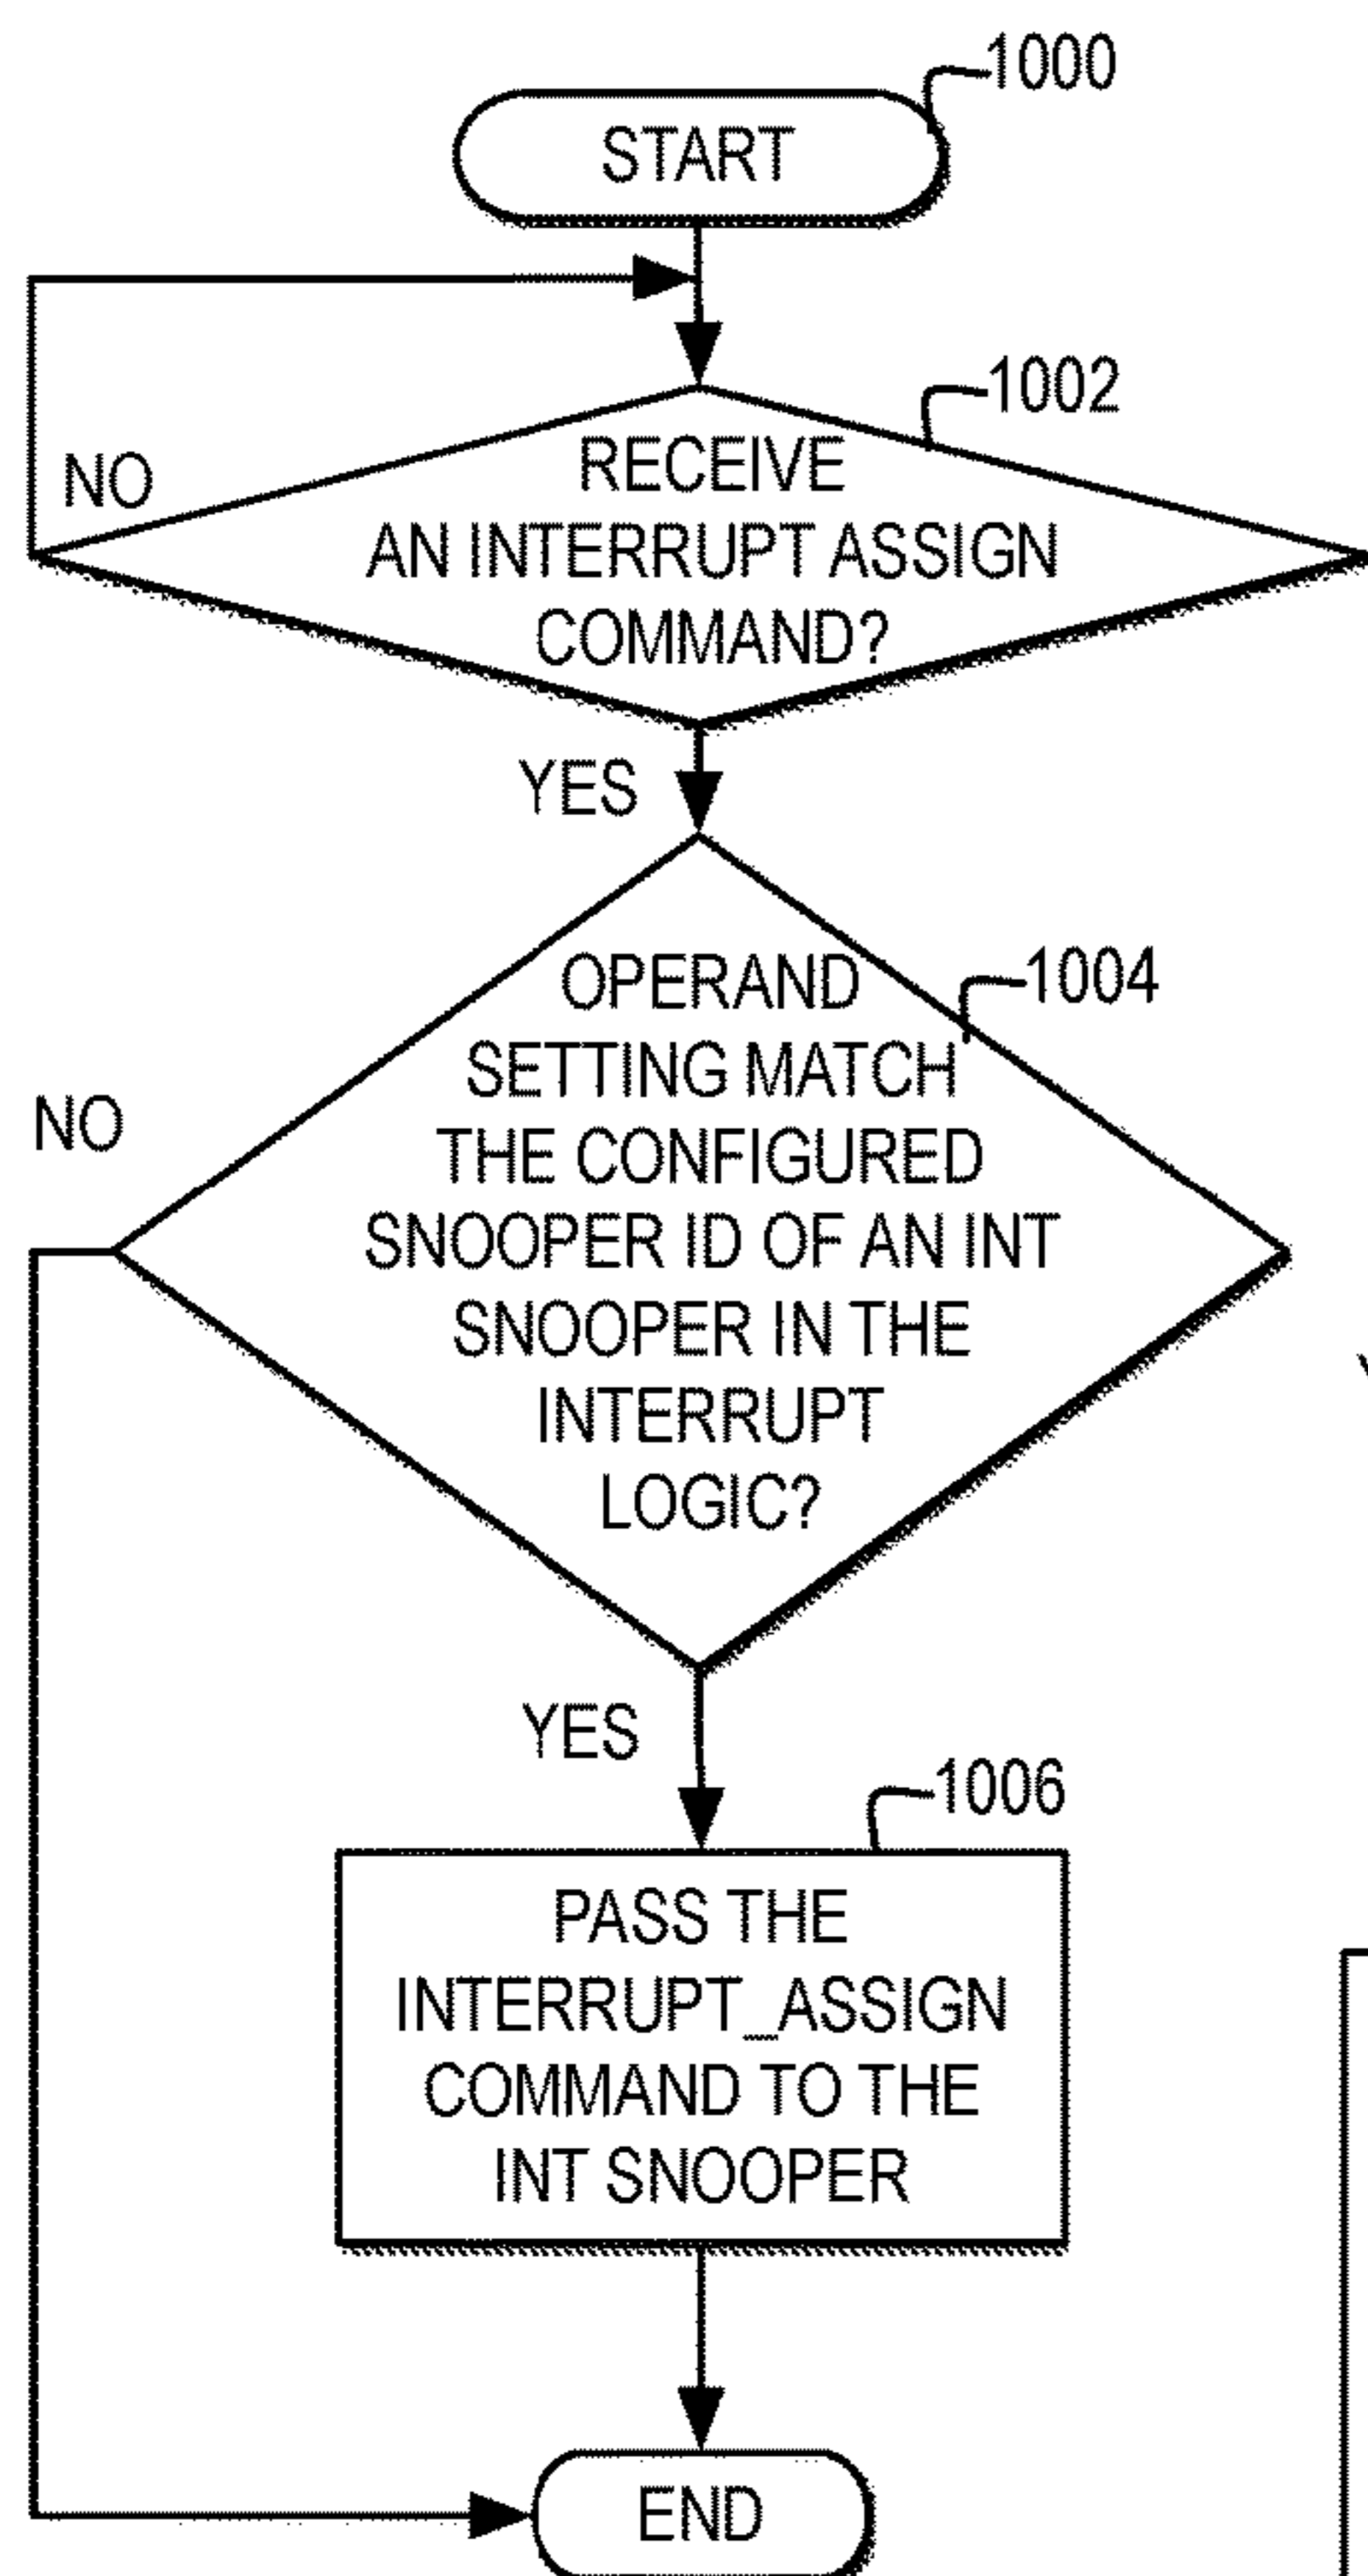 1000
START
1002
NO
RECEIVE
AN INTERRUPT ASSIGN
COMMAND?
YES
OPERAND
1004
SETTING MATCH
NO
THE CONFIGURED
SNOOPER ID OF AN INT
SNOOPER IN THE
INTERRUPT
LOGIC?
YES
1006
PASS THE
INTERRUPT_ASSIGN
COMMAND TO THE
INT SNOOPER
END